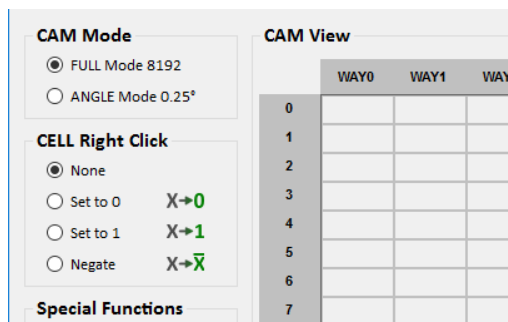 CAM Mode
FULL Mode 8192
ANGLE Mode 0.25°
CELL Right Click
None
Set to 0 X→0
Set to 1 X→1
Negate X→X̅
Special Functions
CAM View
WAY0 WAY1 WAY
0
1
2
3
4
5
6
7